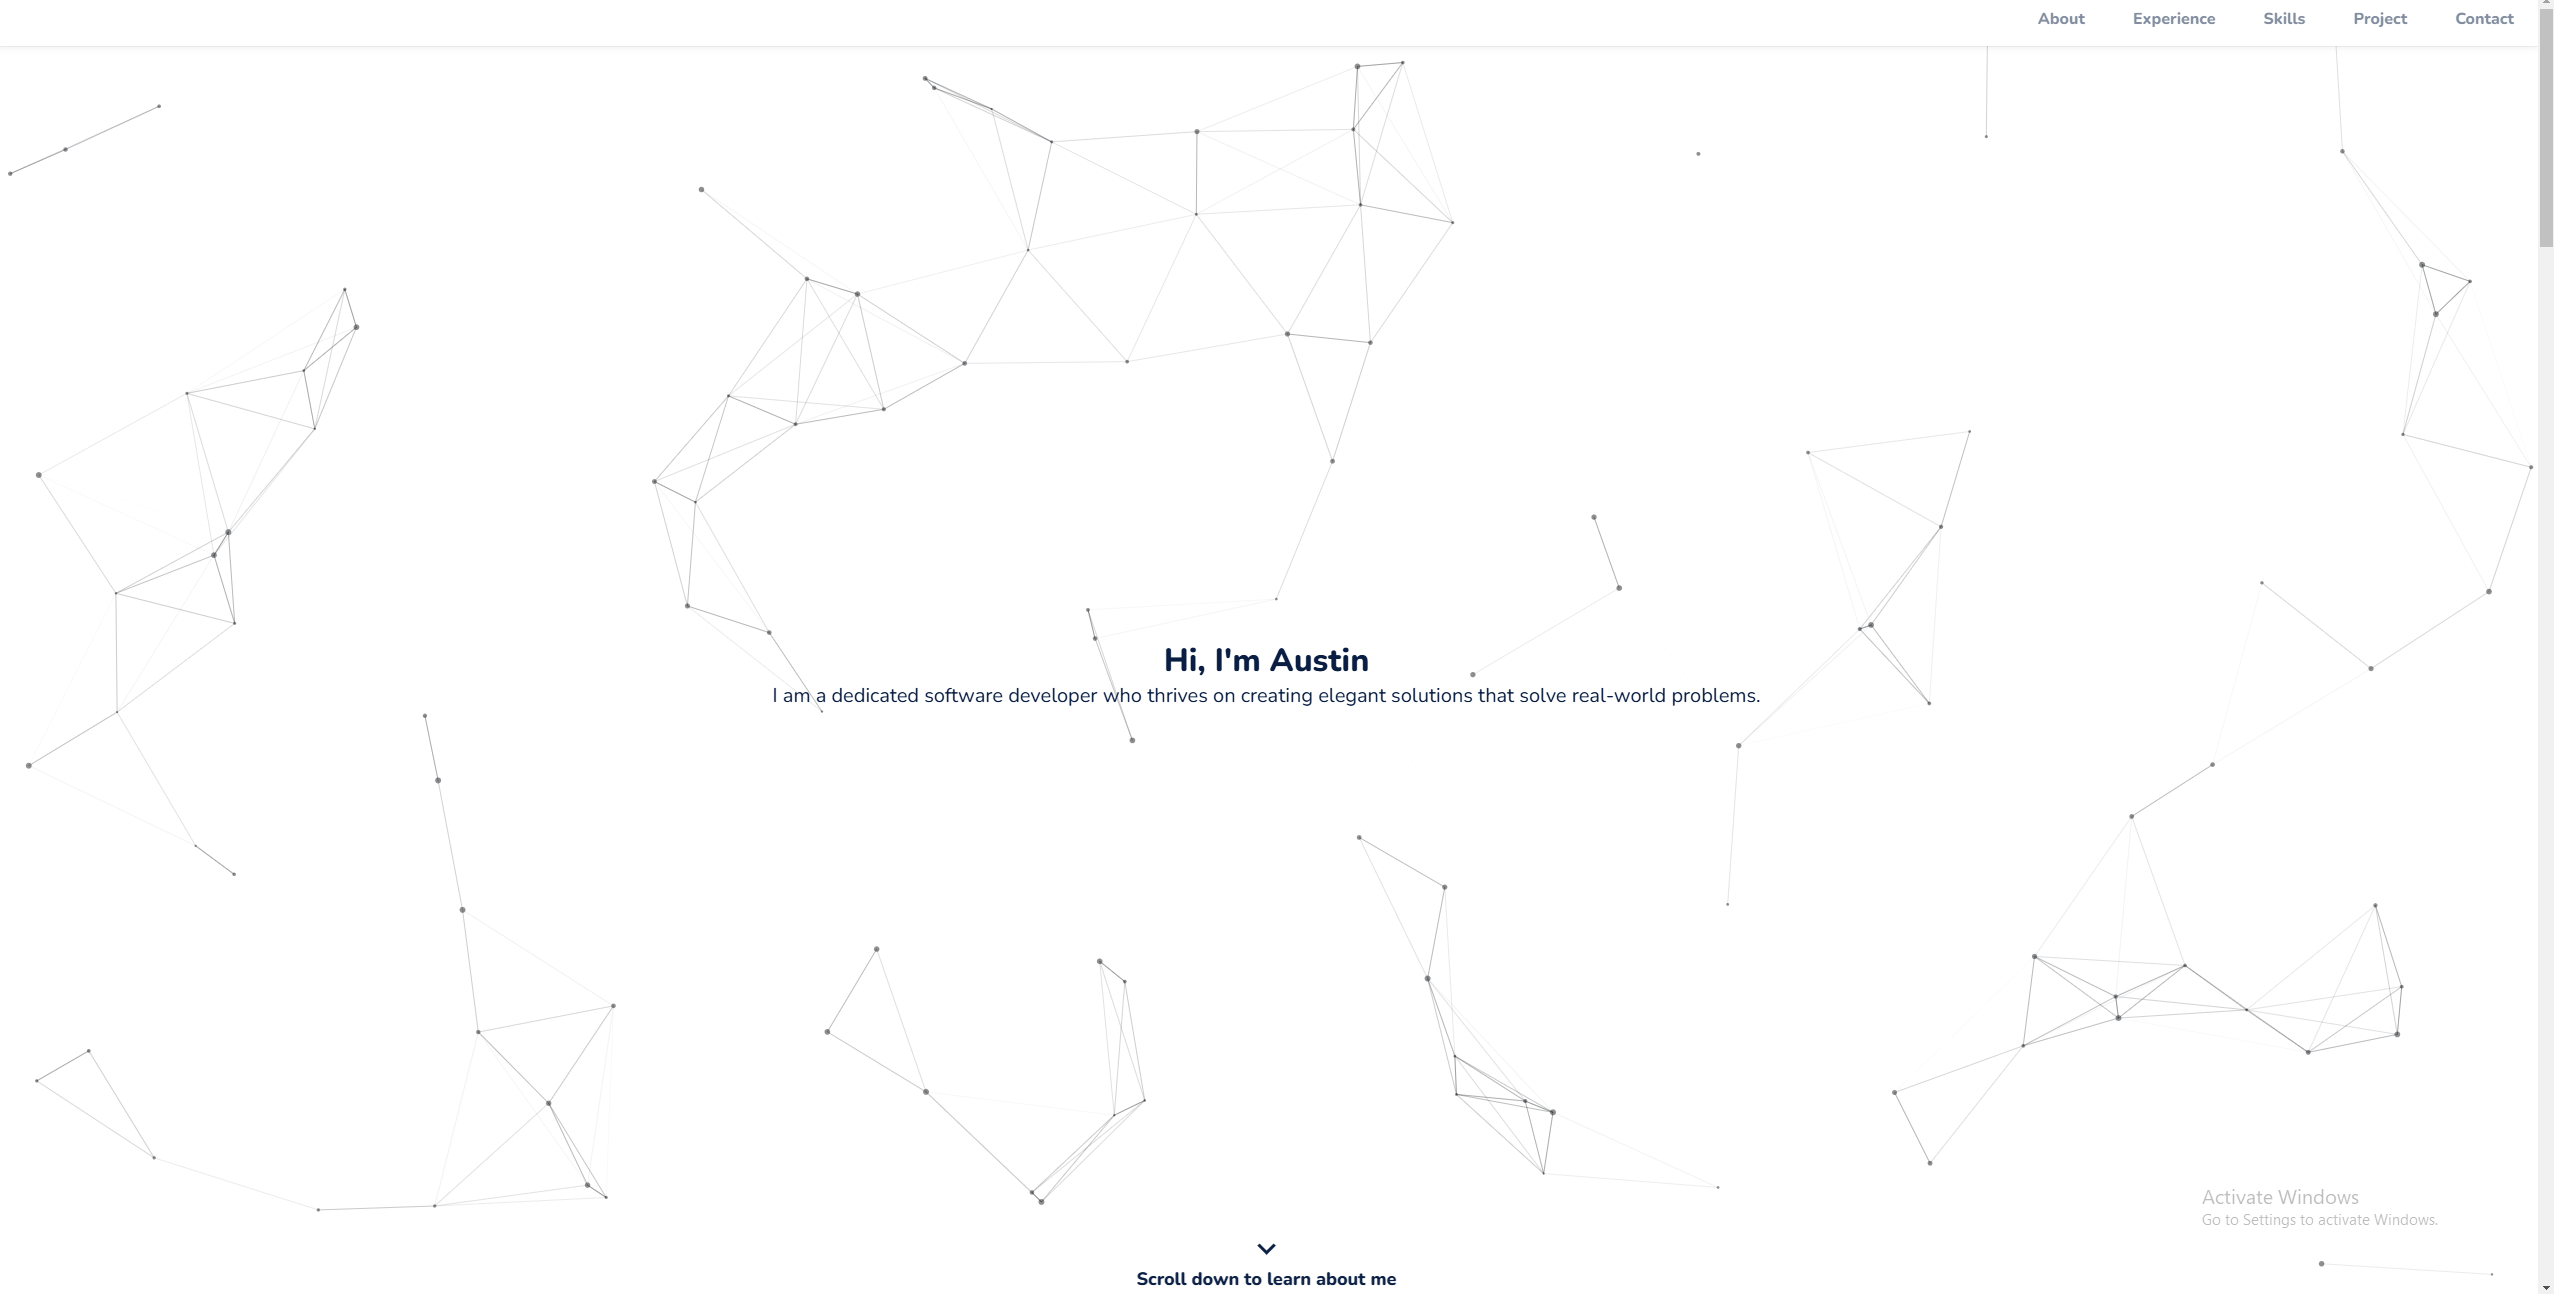 About Experience Skills Project Contact
Hi, I'm Austin
I am a dedicated software developer who thrives on creating elegant solutions that solve real-world problems.
Activate Windows
Go to Settings to activate Windows.
Scroll down to learn about me